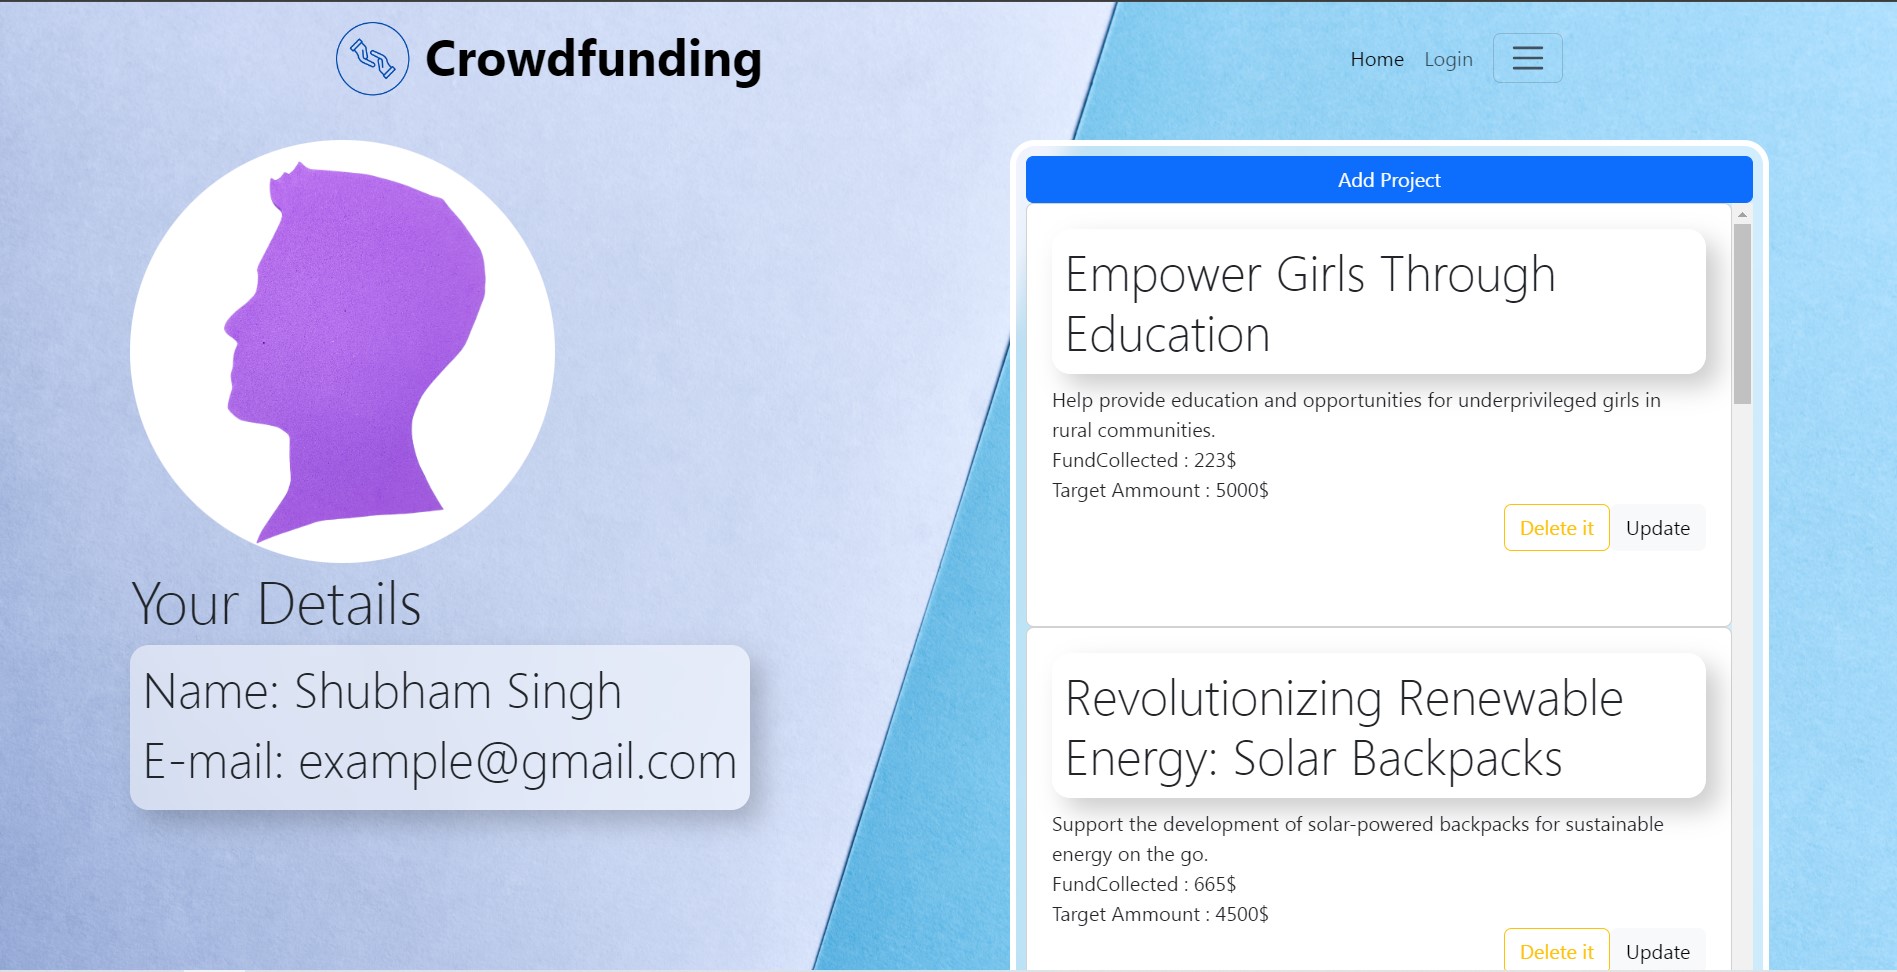 Crowdfunding
Home
Login
Your Details
Name: Shubham Singh
E-mail: example@gmail.com
Add Project
Empower Girls Through
Education
Help provide education and opportunities for underprivileged girls in
rural communities.
FundCollected : 223$
Target Ammount : 5000$
Delete it
Update
Revolutionizing Renewable
Energy: Solar Backpacks
Support the development of solar-powered backpacks for sustainable
energy on the go.
FundCollected : 665$
Target Ammount : 4500$
Delete it
Update